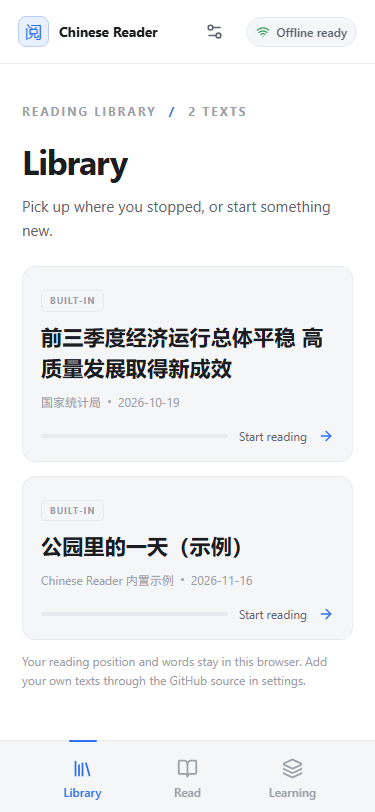 阅 Chinese Reader
Offline ready
READING LIBRARY / 2 TEXTS
Library
Pick up where you stopped, or start something
new.
BUILT-IN
前三季度经济运行总体平稳 高
质量发展取得新成效
国家统计局 • 2026-10-19
Start reading
BUILT-IN
公园里的一天（示例）
Chinese Reader 内置示例 • 2026-11-16
Start reading
Your reading position and words stay in this browser. Add
your own texts through the GitHub source in settings.
Library
Read
Learning